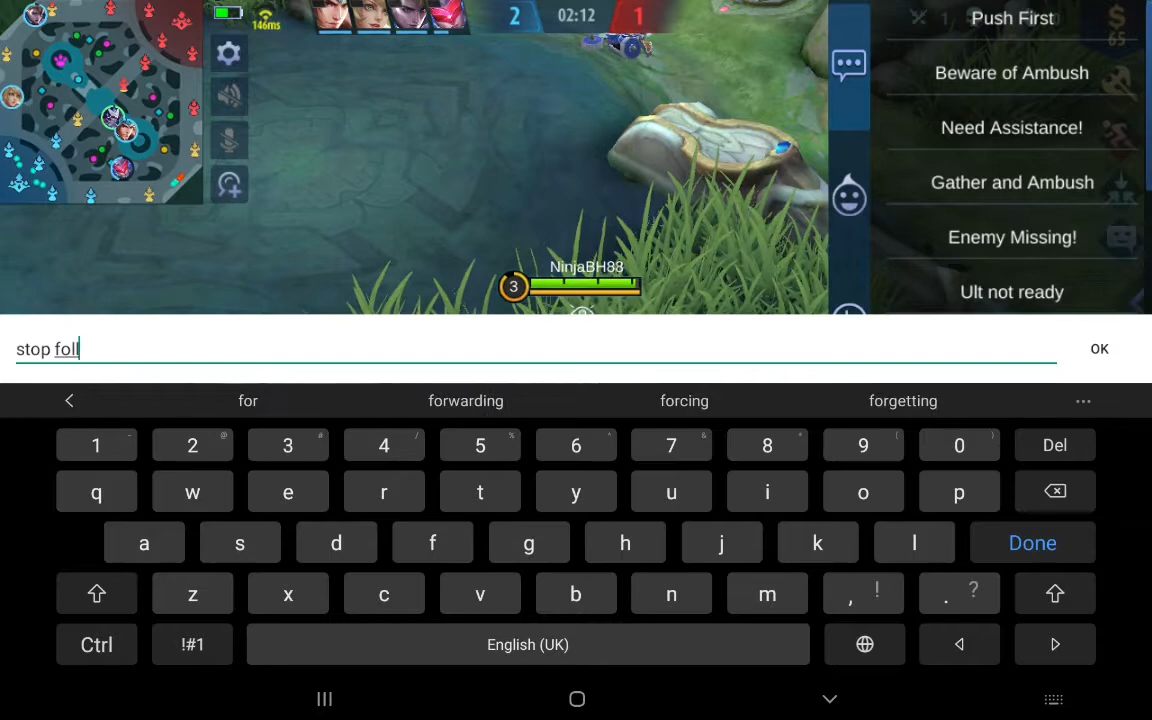 146ms
2 02:12 1
Push First
$
65
Beware of Ambush
Need Assistance!
Gather and Ambush
Enemy Missing!
Ult not ready
NinjaBH88
3
stop foll
OK
for forwarding forcing forgetting ...
1 - 2 @ 3 # 4 / 5 % 6 ^ 7 & 8 * 9 ( 0 ) Del
q w e r t y u i o p
a s d f g h j k l Done
z x c v b n m , ! . ?
Ctrl !#1 English (UK)